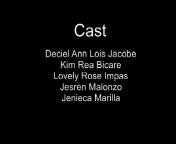 Cast
Deciel Ann Lois Jacobe
Kim Rea Bicare
Lovely Rose Impas
Jesren Malonzo
Jenieca Marilla